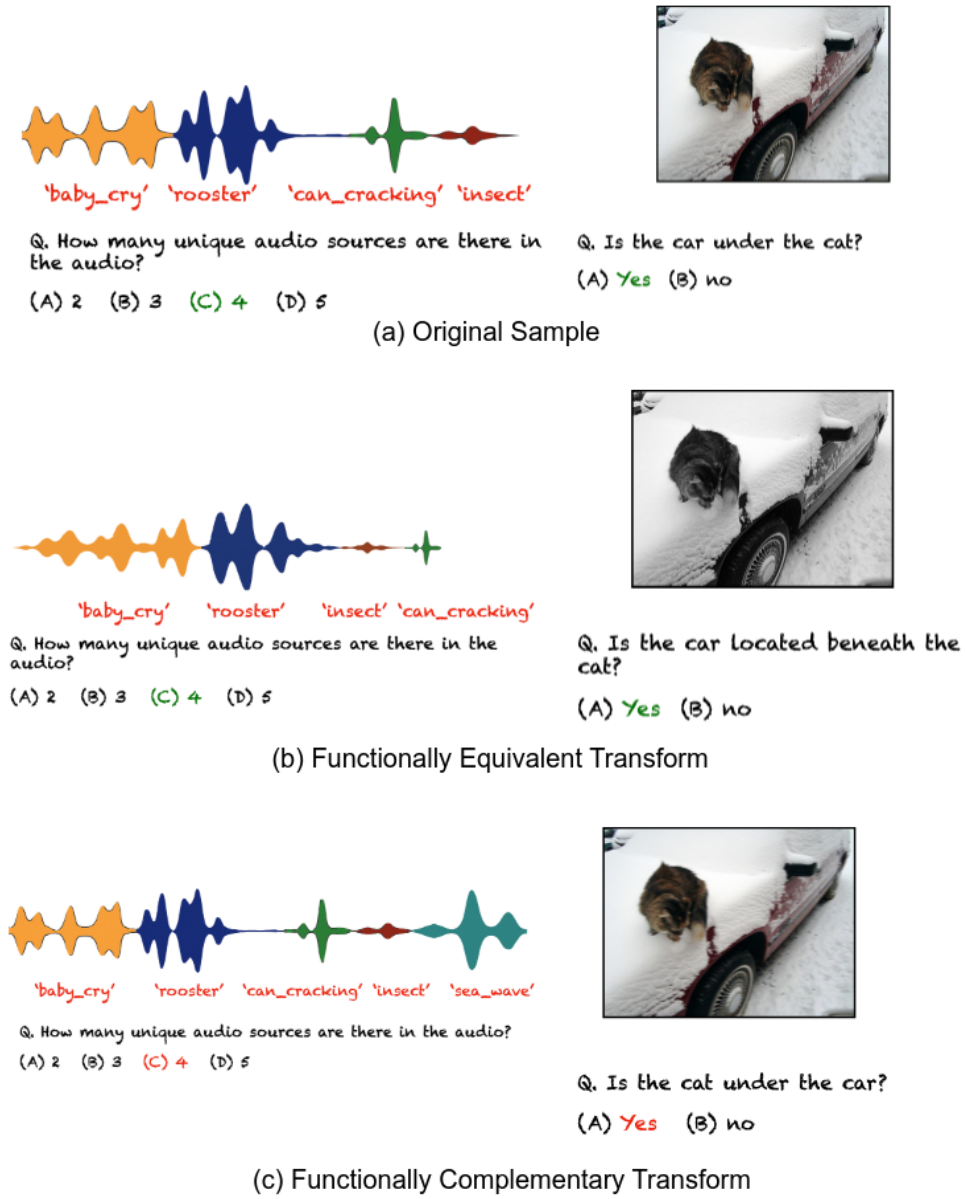 'baby_cry' 'rooster' 'can_cracking' 'insect'
Q. How many unique audio sources are there in
the audio?
(A) 2 (B) 3 (C) 4 (D) 5
Q. Is the car under the cat?
(A) Yes (B) no
(a) Original Sample
'baby_cry' 'rooster' 'insect' 'can_cracking'
Q. How many unique audio sources are there in the
audio?
(A) 2 (B) 3 (C) 4 (D) 5
Q. Is the car located beneath the
cat?
(A) Yes (B) no
(b) Functionally Equivalent Transform
'baby_cry' 'rooster' 'can_cracking' 'insect' 'sea_wave'
Q. How many unique audio sources are there in the audio?
(A) 2 (B) 3 (C) 4 (D) 5
Q. Is the cat under the car?
(A) Yes (B) no
(c) Functionally Complementary Transform